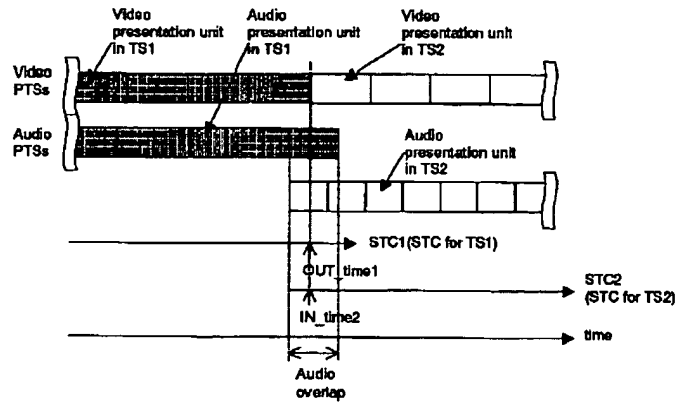 Video
presentation unit
in TS1
Audio
presentation unit
in TS1
Video
presentation unit
in TS2
Video
PTSs
Audio
PTSs
Audio
presentation unit
in TS2
STC1(STC for TS1)
OUT_time1
STC2
(STC for TS2)
IN_time2
time
Audio
overlap